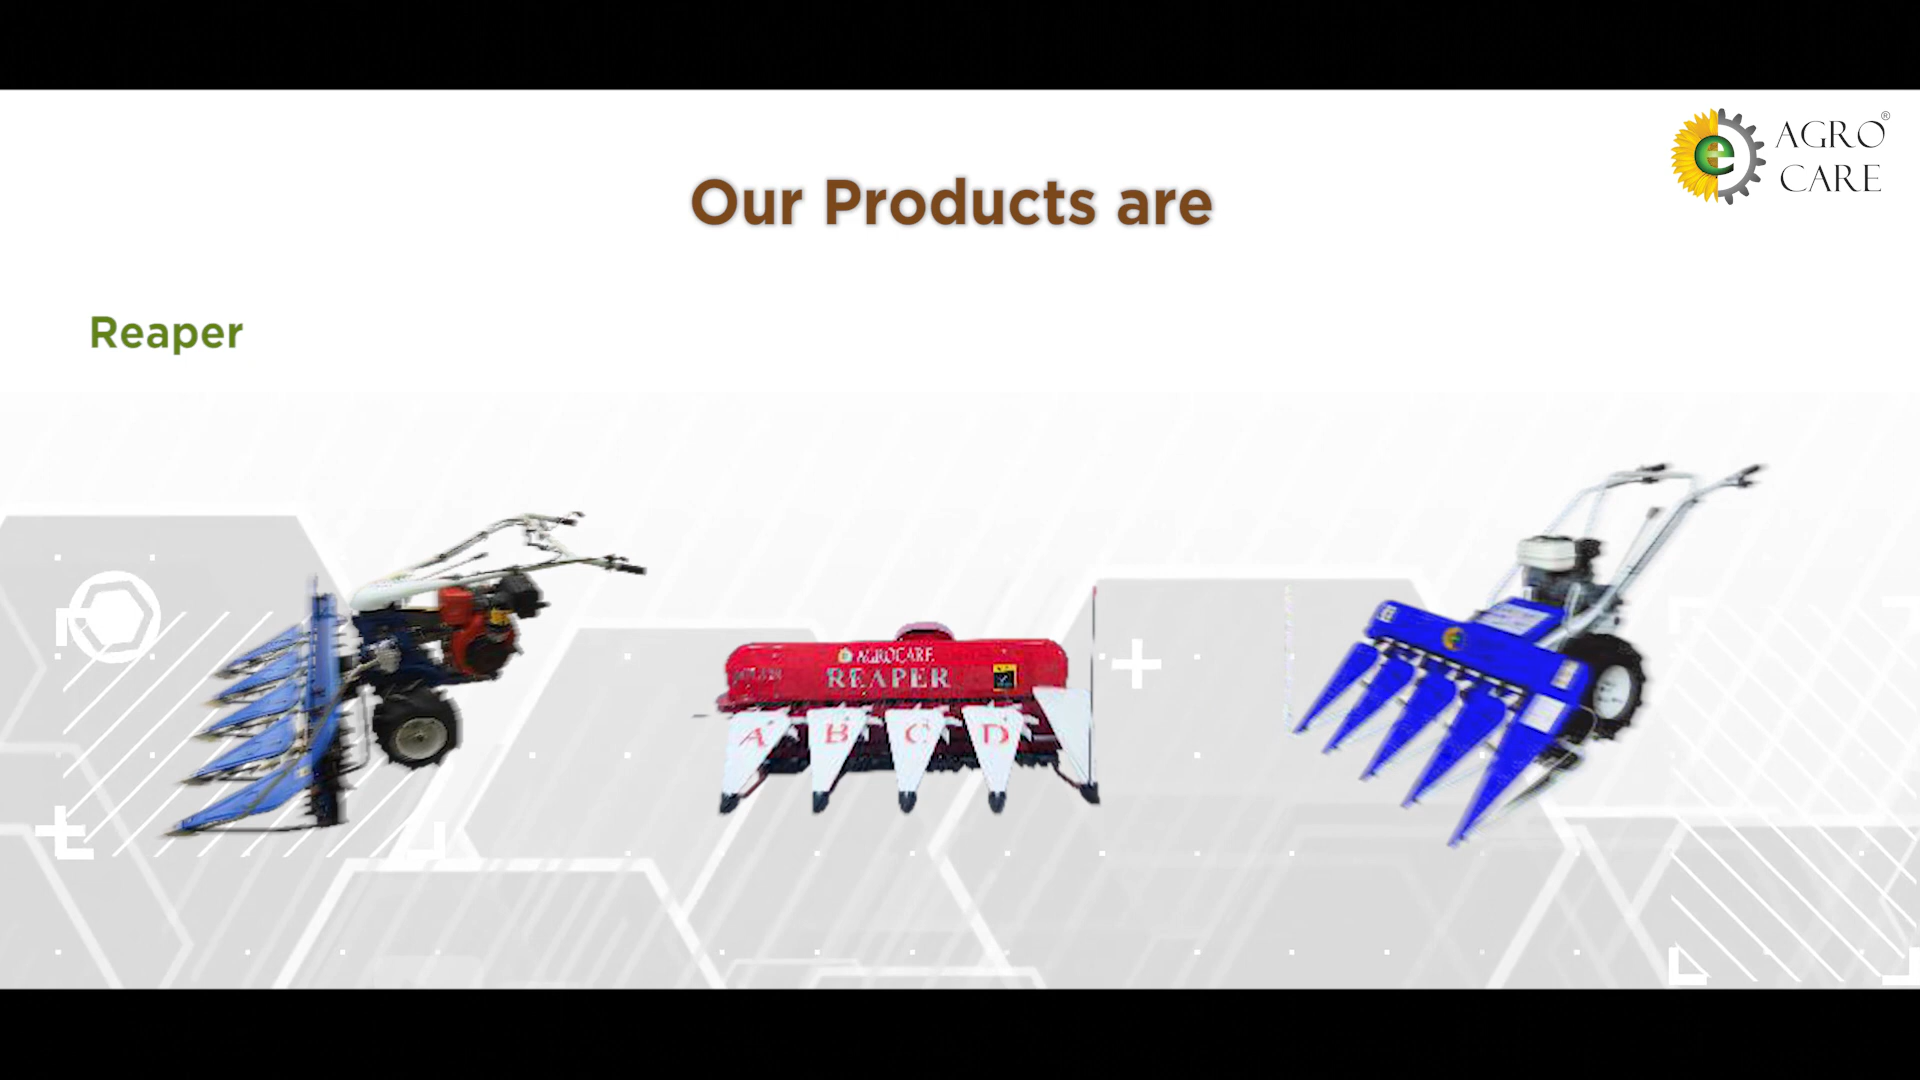 e AGRO®
CARE
Our Products are
Reaper
AGROCARE
REAPER
A B C D